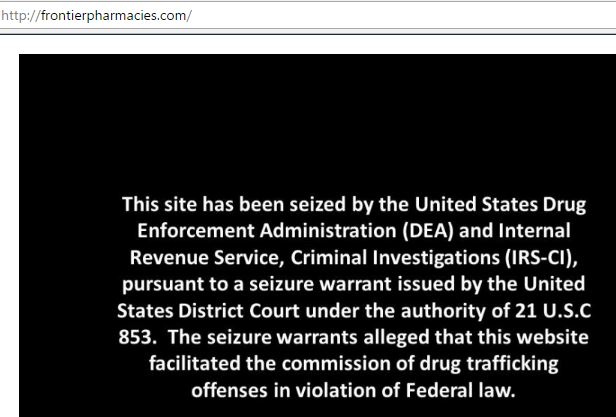 http://frontierpharmacies.com/
This site has been seized by the United States Drug
Enforcement Administration (DEA) and Internal
Revenue Service, Criminal Investigations (IRS-CI),
pursuant to a seizure warrant issued by the United
States District Court under the authority of 21 U.S.C
853.  The seizure warrants alleged that this website
facilitated the commission of drug trafficking
offenses in violation of Federal law.